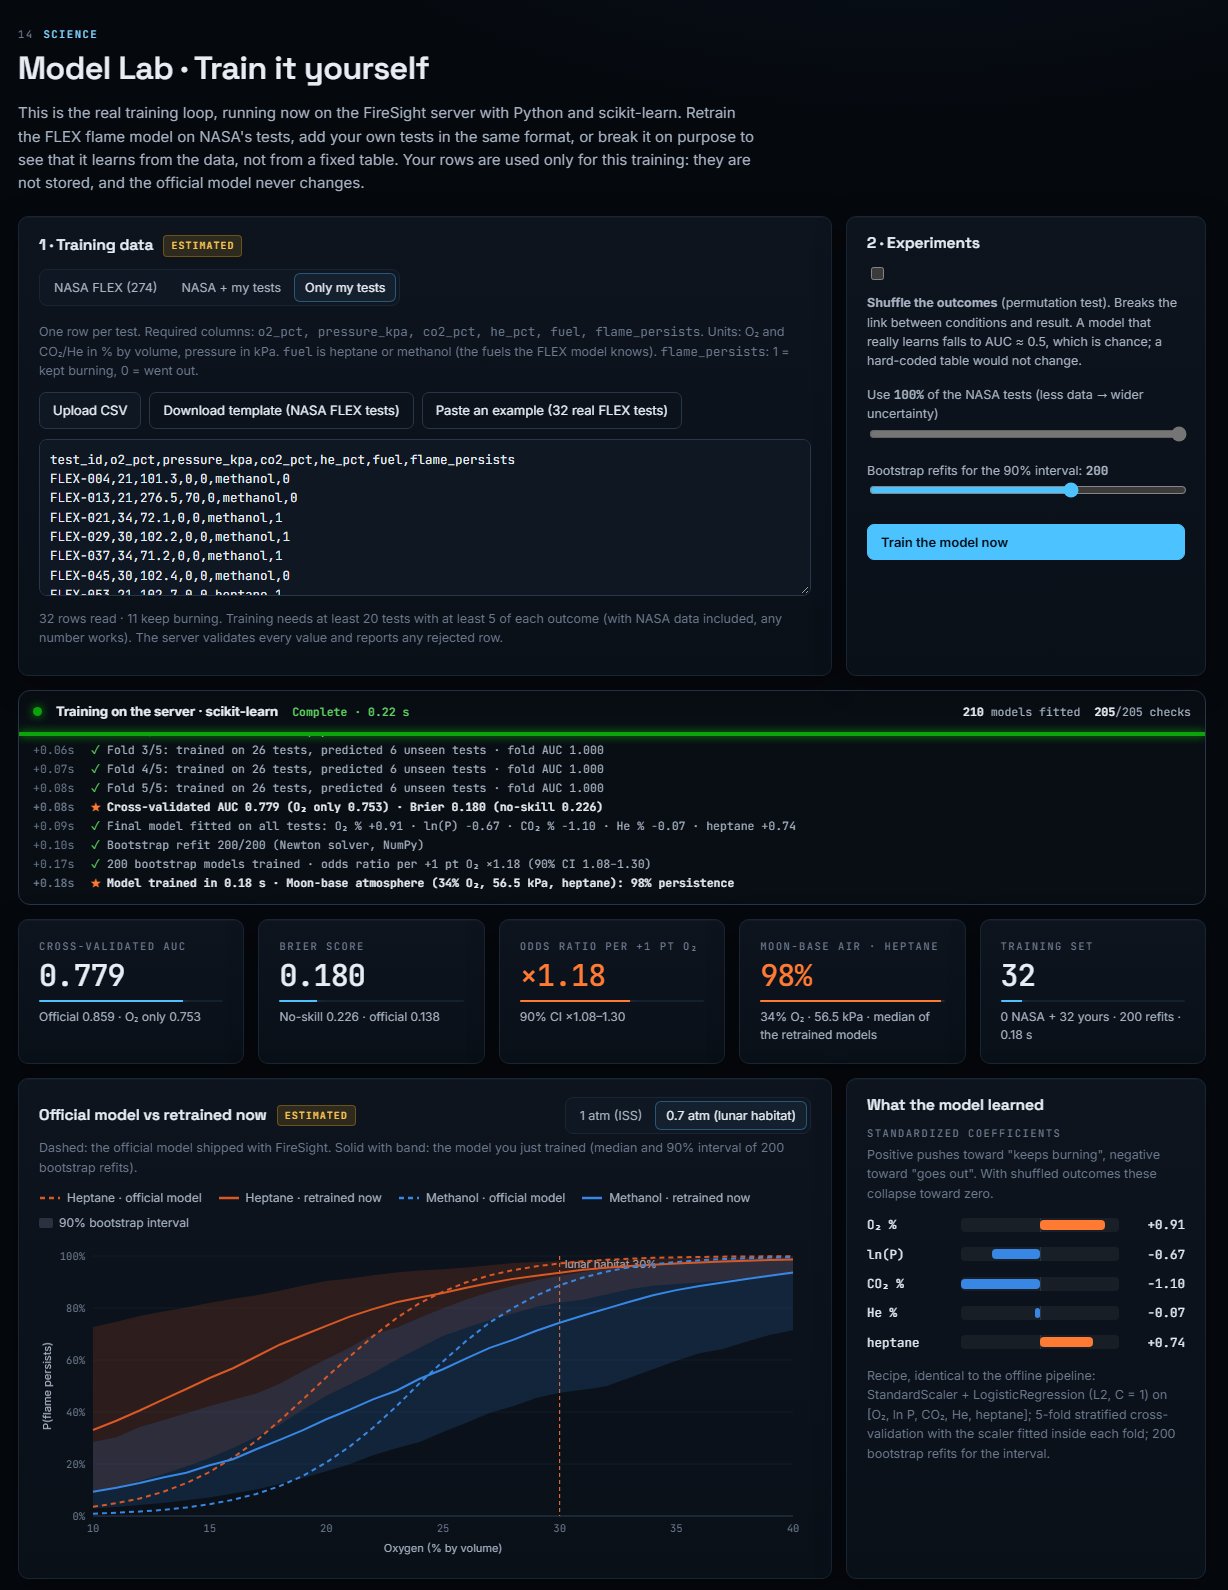 14 SCIENCE
Model Lab · Train it yourself
This is the real training loop, running now on the FireSight server with Python and scikit-learn. Retrain
the FLEX flame model on NASA's tests, add your own tests in the same format, or break it on purpose to
see that it learns from the data, not from a fixed table. Your rows are used only for this training: they are
not stored, and the official model never changes.
1 · Training data ESTIMATED
NASA FLEX (274) NASA + my tests Only my tests
One row per test. Required columns: o2_pct, pressure_kpa, co2_pct, he_pct, fuel, flame_persists. Units: O₂ and
CO₂/He in % by volume, pressure in kPa. fuel is heptane or methanol (the fuels the FLEX model knows). flame_persists: 1 =
kept burning, 0 = went out.
Upload CSV Download template (NASA FLEX tests) Paste an example (32 real FLEX tests)
test_id,o2_pct,pressure_kpa,co2_pct,he_pct,fuel,flame_persists
FLEX-004,21,101.3,0,0,methanol,0
FLEX-013,21,276.5,70,0,methanol,0
FLEX-021,34,72.1,0,0,methanol,1
FLEX-029,30,102.2,0,0,methanol,1
FLEX-037,34,71.2,0,0,methanol,1
FLEX-045,30,102.4,0,0,methanol,0
FLEX-053,21,102.7,0,0,heptane,1
32 rows read · 11 keep burning. Training needs at least 20 tests with at least 5 of each outcome (with NASA data included, any
number works). The server validates every value and reports any rejected row.
2 · Experiments
Shuffle the outcomes (permutation test). Breaks the
link between conditions and result. A model that
really learns falls to AUC ≈ 0.5, which is chance; a
hard-coded table would not change.
Use 100% of the NASA tests (less data → wider
uncertainty)
Bootstrap refits for the 90% interval: 200
Train the model now
Training on the server · scikit-learn Complete · 0.22 s 210 models fitted 205/205 checks
+0.06s ✓ Fold 3/5: trained on 26 tests, predicted 6 unseen tests · fold AUC 1.000
+0.07s ✓ Fold 4/5: trained on 26 tests, predicted 6 unseen tests · fold AUC 1.000
+0.08s ✓ Fold 5/5: trained on 26 tests, predicted 6 unseen tests · fold AUC 1.000
+0.08s ★ Cross-validated AUC 0.779 (O₂ only 0.753) · Brier 0.180 (no-skill 0.226)
+0.09s ✓ Final model fitted on all tests: O₂ % +0.91 · ln(P) -0.67 · CO₂ % -1.10 · He % -0.07 · heptane +0.74
+0.10s ✓ Bootstrap refit 200/200 (Newton solver, NumPy)
+0.17s ✓ 200 bootstrap models trained · odds ratio per +1 pt O₂ ×1.18 (90% CI 1.08–1.30)
+0.18s ★ Model trained in 0.18 s · Moon-base atmosphere (34% O₂, 56.5 kPa, heptane): 98% persistence
CROSS-VALIDATED AUC
0.779
Official 0.859 · O₂ only 0.753
BRIER SCORE
0.180
No-skill 0.226 · official 0.138
ODDS RATIO PER +1 PT O₂
×1.18
90% CI ×1.08–1.30
MOON-BASE AIR · HEPTANE
98%
34% O₂ · 56.5 kPa · median of
the retrained models
TRAINING SET
32
0 NASA + 32 yours · 200 refits ·
0.18 s
Official model vs retrained now ESTIMATED 1 atm (ISS) 0.7 atm (lunar habitat)
Dashed: the official model shipped with FireSight. Solid with band: the model you just trained (median and 90% interval of 200
bootstrap refits).
Heptane · official model Heptane · retrained now Methanol · official model Methanol · retrained now
90% bootstrap interval
lunar habitat 30%
100%
80%
60%
40%
20%
0%
P(flame persists)
10 15 20 25 30 35 40
Oxygen (% by volume)
What the model learned
STANDARDIZED COEFFICIENTS
Positive pushes toward "keeps burning", negative
toward "goes out". With shuffled outcomes these
collapse toward zero.
O₂ % +0.91
ln(P) -0.67
CO₂ % -1.10
He % -0.07
heptane +0.74
Recipe, identical to the offline pipeline:
StandardScaler + LogisticRegression (L2, C = 1) on
[O₂, ln P, CO₂, He, heptane]; 5-fold stratified cross-
validation with the scaler fitted inside each fold; 200
bootstrap refits for the interval.